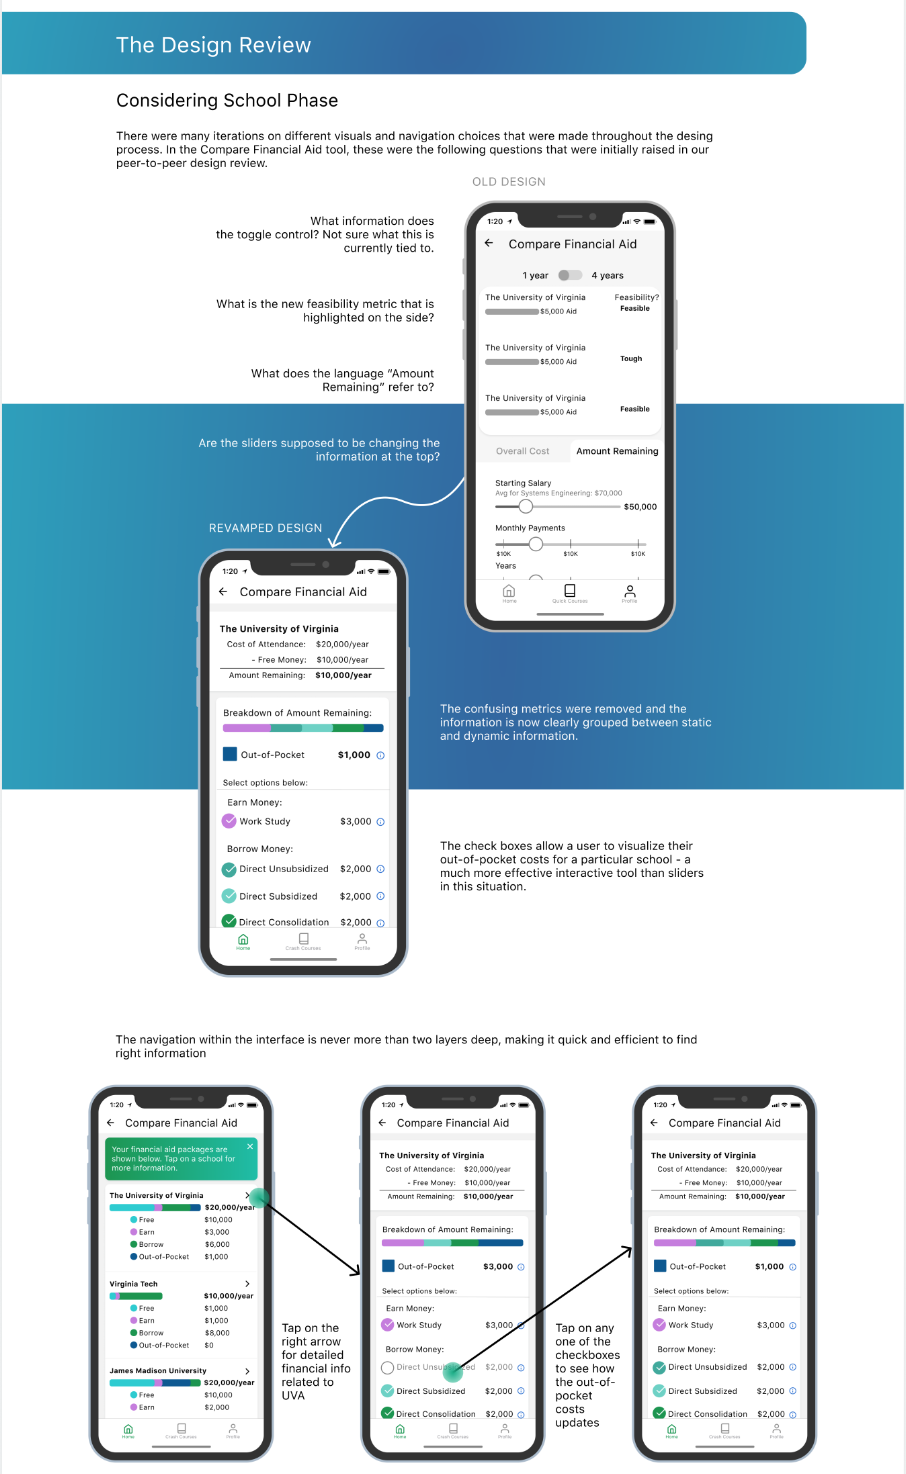 The Design Review
Considering School Phase
There were many iterations on different visuals and navigation choices that were made throughout the desing
process. In the Compare Financial Aid tool, these were the following questions that were initially raised in our
peer-to-peer design review.
OLD DESIGN
What information does
the toggle control? Not sure what this is
currently tied to.
What is the new feasibility metric that is
highlighted on the side?
What does the language “Amount
Remaining” refer to?
Are the sliders supposed to be changing the
information at the top?
1:20
Compare Financial Aid
1 year 4 years
The University of Virginia Feasibility?
$5,000 Aid Feasible
The University of Virginia
$5,000 Aid Tough
The University of Virginia
$5,000 Aid Feasible
Overall Cost Amount Remaining
Starting Salary
Avg for Systems Engineering: $70,000
$50,000
Monthly Payments
$10K $10K $10K
Years
Home Quick Courses Profile
REVAMPED DESIGN
1:20
Compare Financial Aid
The University of Virginia
Cost of Attendance: $20,000/year
- Free Money: $10,000/year
Amount Remaining: $10,000/year
Breakdown of Amount Remaining:
Out-of-Pocket $1,000
Select options below:
Earn Money:
Work Study $3,000
Borrow Money:
Direct Unsubsidized $2,000
Direct Subsidized $2,000
Direct Consolidation $2,000
Home Crash Courses Profile
The confusing metrics were removed and the
information is now clearly grouped between static
and dynamic information.
The check boxes allow a user to visualize their
out-of-pocket costs for a particular school - a
much more effective interactive tool than sliders
in this situation.
The navigation within the interface is never more than two layers deep, making it quick and efficient to find
right information
1:20
Compare Financial Aid
Your financial aid packages are
shown below. Tap on a school for
more information.
The University of Virginia
$20,000/year
Free $10,000
Earn $3,000
Borrow $6,000
Out-of-Pocket $1,000
Virginia Tech
$10,000/year
Free $1,000
Earn $1,000
Borrow $8,000
Out-of-Pocket $0
James Madison University
$20,000/year
Free $10,000
Earn $2,000
Home Crash Courses Profile
Tap on the
right arrow
for detailed
financial info
related to
UVA
1:20
Compare Financial Aid
The University of Virginia
Cost of Attendance: $20,000/year
- Free Money: $10,000/year
Amount Remaining: $10,000/year
Breakdown of Amount Remaining:
Out-of-Pocket $3,000
Select options below:
Earn Money:
Work Study $3,000
Borrow Money:
Direct Unsubsidized $2,000
Direct Subsidized $2,000
Direct Consolidation $2,000
Home Crash Courses Profile
Tap on any
one of the
checkboxes
to see how
the out-of-
pocket
costs
updates
1:20
Compare Financial Aid
The University of Virginia
Cost of Attendance: $20,000/year
- Free Money: $10,000/year
Amount Remaining: $10,000/year
Breakdown of Amount Remaining:
Out-of-Pocket $1,000
Select options below:
Earn Money:
Work Study $3,000
Borrow Money:
Direct Unsubsidized $2,000
Direct Subsidized $2,000
Direct Consolidation $2,000
Home Crash Courses Profile